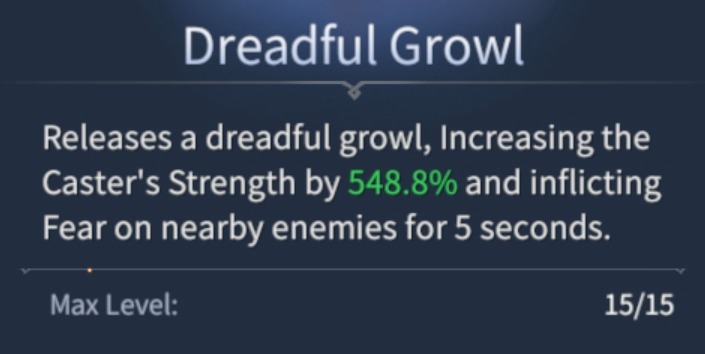 Dreadful Growl
Releases a dreadful growl, Increasing the
Caster's Strength by 548.8% and inflicting
Fear on nearby enemies for 5 seconds.
Max Level: 15/15